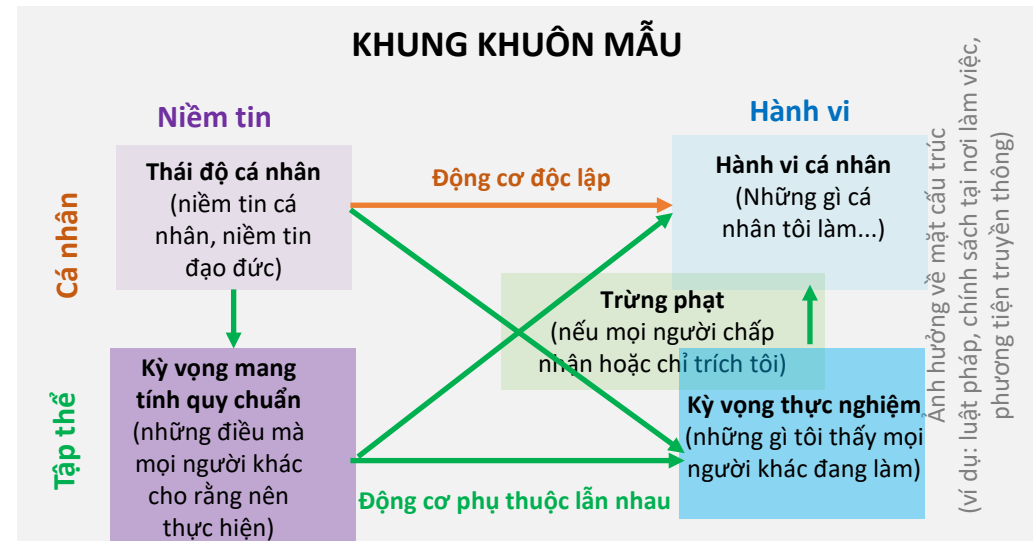 KHUNG KHUÔN MẪU
Niềm tin
Hành vi
Cá nhân
Thái độ cá nhân
(niềm tin cá
nhân, niềm tin
đạo đức)
Động cơ độc lập
Hành vi cá nhân
(Những gì cá
nhân tôi làm...)
Trừng phạt
(nếu mọi người chấp
nhận hoặc chỉ trích tôi)
Tập thể
Kỳ vọng mang
tính quy chuẩn
(những điều mà
mọi người khác
cho rằng nên
thực hiện)
Động cơ phụ thuộc lẫn nhau
Kỳ vọng thực nghiệm
(những gì tôi thấy mọi
người khác đang làm)
Ảnh hưởng về mặt cấu trúc
(ví dụ: luật pháp, chính sách tại nơi làm việc,
phương tiện truyền thông)